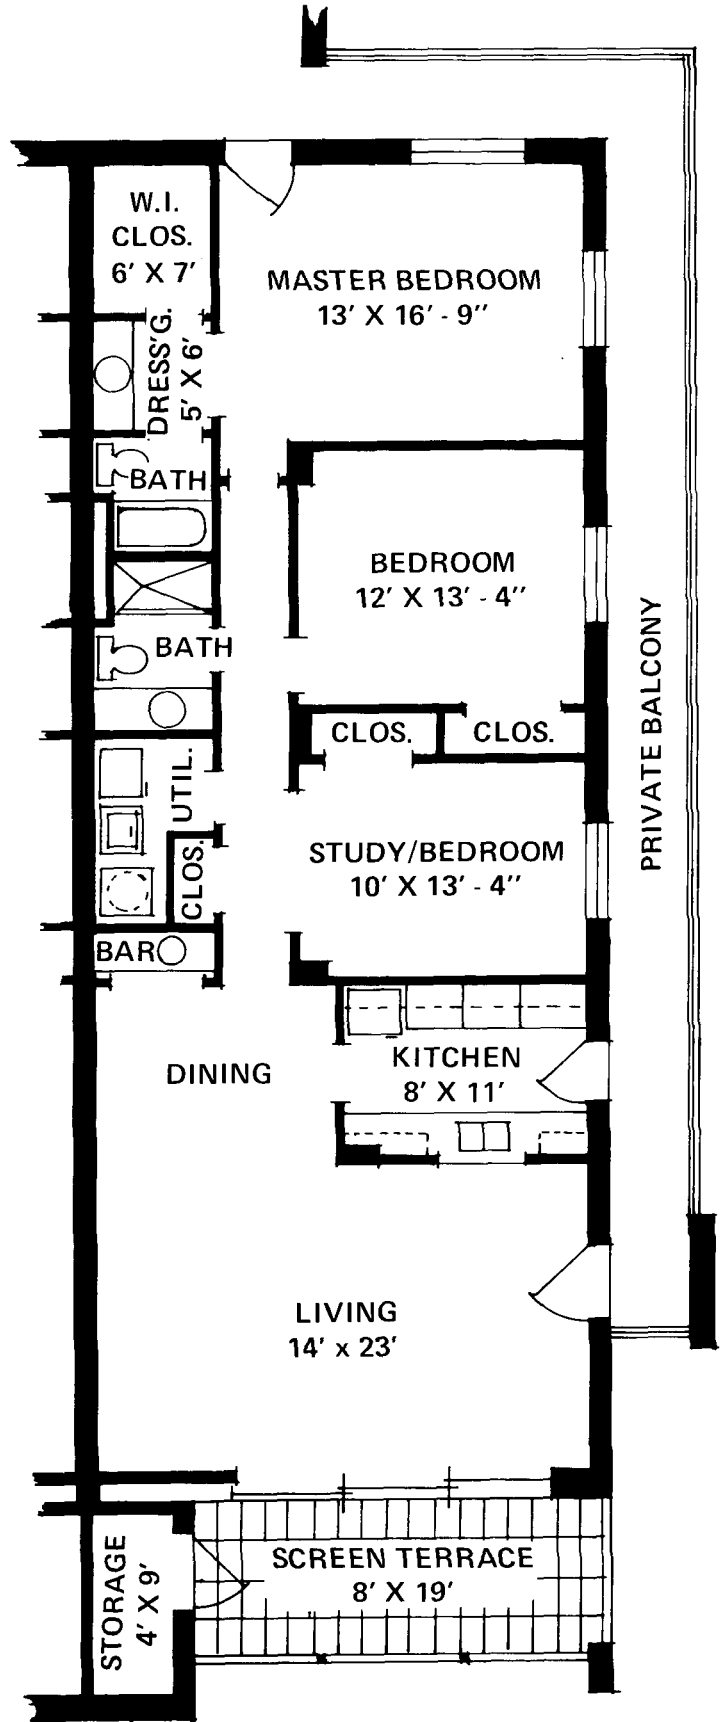 W.I.
CLOS.
6' X 7'
MASTER BEDROOM
13' X 16' - 9"
DRESS'G.
5' X 6'
BATH
BEDROOM
12' X 13' - 4"
BATH
PRIVATE BALCONY
CLOS.
CLOS.
UTIL.
CLOS.
STUDY/BEDROOM
10' X 13' - 4"
BAR
DINING
KITCHEN
8' X 11'
LIVING
14' x 23'
SCREEN TERRACE
8' X 19'
STORAGE
4' X 9'